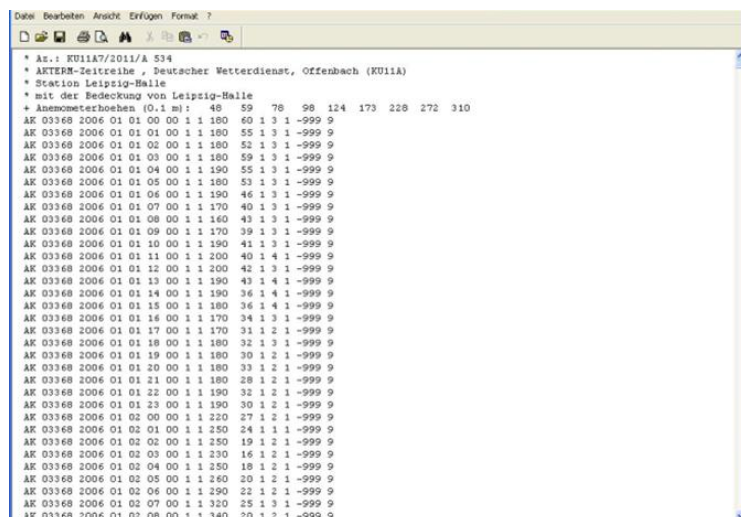 Datei Bearbeiten Ansicht Einfügen Format ?
* Az.: KU11A7/2011/A 534
* AKTERM-Zeitreihe , Deutscher Wetterdienst, Offenbach (KU11A)
* Station Leipzig-Halle
* mit der Bedeckung von Leipzig-Halle
+ Anemometerhoehen (0.1 m): 48 59 78 98 124 173 228 272 310
AK 03368 2006 01 01 00 00 1 1 180 60 1 3 1 -999 9
AK 03368 2006 01 01 01 00 1 1 180 55 1 3 1 -999 9
AK 03368 2006 01 01 02 00 1 1 180 52 1 3 1 -999 9
AK 03368 2006 01 01 03 00 1 1 180 59 1 3 1 -999 9
AK 03368 2006 01 01 04 00 1 1 190 55 1 3 1 -999 9
AK 03368 2006 01 01 05 00 1 1 180 53 1 3 1 -999 9
AK 03368 2006 01 01 06 00 1 1 190 46 1 3 1 -999 9
AK 03368 2006 01 01 07 00 1 1 170 40 1 3 1 -999 9
AK 03368 2006 01 01 08 00 1 1 160 43 1 3 1 -999 9
AK 03368 2006 01 01 09 00 1 1 170 39 1 3 1 -999 9
AK 03368 2006 01 01 10 00 1 1 190 41 1 3 1 -999 9
AK 03368 2006 01 01 11 00 1 1 200 40 1 4 1 -999 9
AK 03368 2006 01 01 12 00 1 1 200 42 1 3 1 -999 9
AK 03368 2006 01 01 13 00 1 1 190 43 1 4 1 -999 9
AK 03368 2006 01 01 14 00 1 1 190 36 1 4 1 -999 9
AK 03368 2006 01 01 15 00 1 1 180 36 1 4 1 -999 9
AK 03368 2006 01 01 16 00 1 1 170 34 1 3 1 -999 9
AK 03368 2006 01 01 17 00 1 1 170 31 1 2 1 -999 9
AK 03368 2006 01 01 18 00 1 1 180 32 1 3 1 -999 9
AK 03368 2006 01 01 19 00 1 1 180 30 1 2 1 -999 9
AK 03368 2006 01 01 20 00 1 1 180 33 1 2 1 -999 9
AK 03368 2006 01 01 21 00 1 1 180 28 1 2 1 -999 9
AK 03368 2006 01 01 22 00 1 1 190 32 1 2 1 -999 9
AK 03368 2006 01 01 23 00 1 1 190 30 1 2 1 -999 9
AK 03368 2006 01 02 00 00 1 1 220 27 1 2 1 -999 9
AK 03368 2006 01 02 01 00 1 1 250 24 1 1 1 -999 9
AK 03368 2006 01 02 02 00 1 1 250 19 1 2 1 -999 9
AK 03368 2006 01 02 03 00 1 1 230 16 1 2 1 -999 9
AK 03368 2006 01 02 04 00 1 1 250 18 1 2 1 -999 9
AK 03368 2006 01 02 05 00 1 1 260 20 1 2 1 -999 9
AK 03368 2006 01 02 06 00 1 1 290 22 1 2 1 -999 9
AK 03368 2006 01 02 07 00 1 1 320 25 1 3 1 -999 9
AK 03368 2006 01 02 08 00 1 1 340 20 1 2 1 -999 9